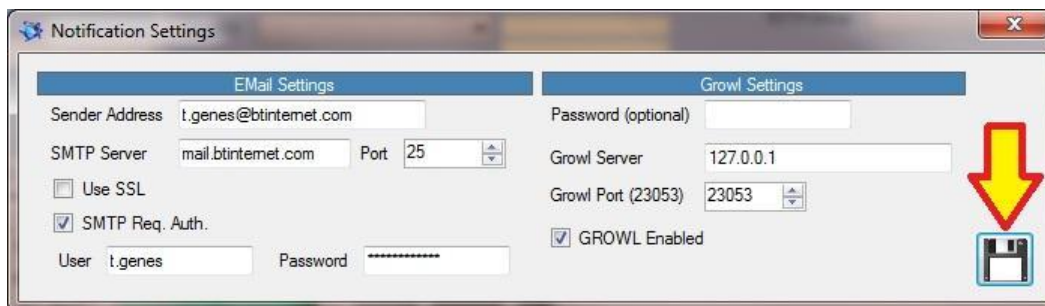 Notification Settings
EMail Settings
Sender Address t.genes@btinternet.com
SMTP Server mail.btinternet.com Port 25
Use SSL
SMTP Req. Auth.
User t.genes Password ************
Growl Settings
Password (optional)
Growl Server 127.0.0.1
Growl Port (23053) 23053
GROWL Enabled